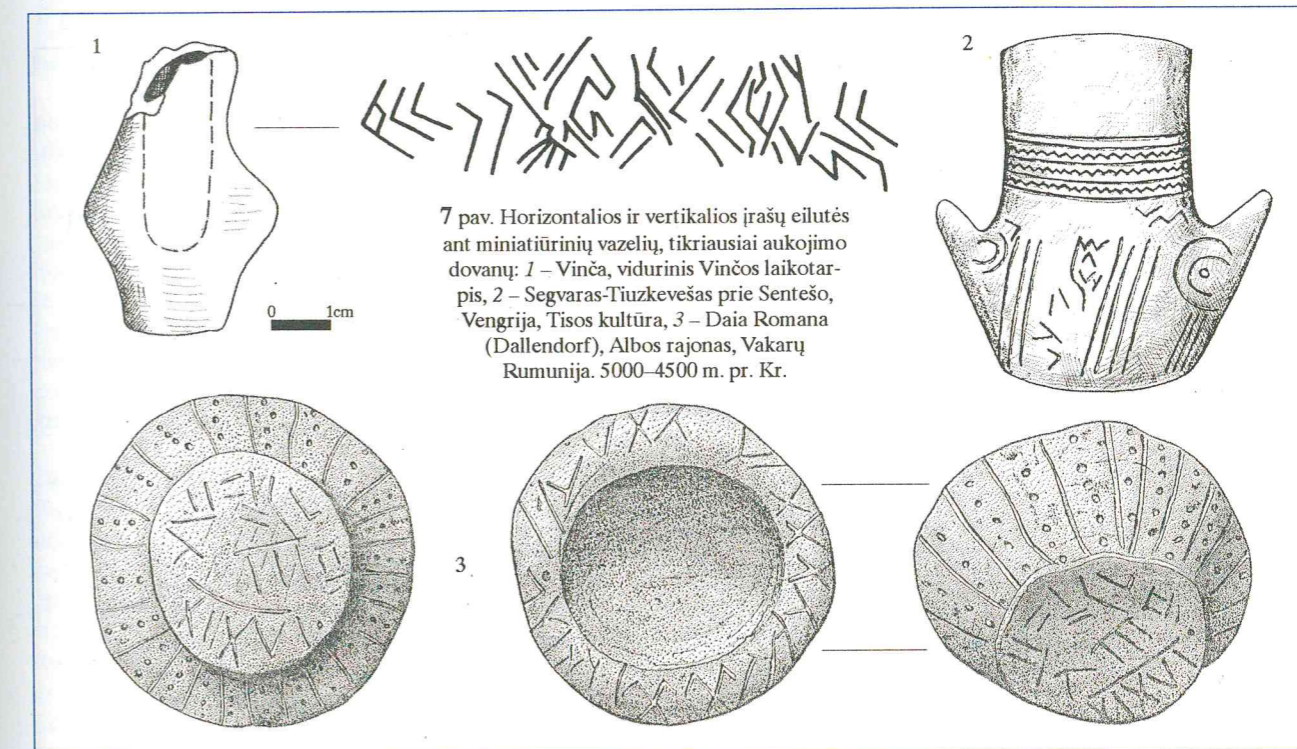 1
2
7 pav. Horizontalios ir vertikalios įrašų eilutės
ant miniatiūrinių vazelių, tikriausiai aukojimo
dovanų: 1 – Vinča, vidurinis Vinčos laikotar-
pis, 2 – Segvaras-Tiuzkevešas prie Sentešo,
Vengrija, Tisos kultūra, 3 – Daia Romana
(Dallendorf), Albos rajonas, Vakarų
Rumunija. 5000–4500 m. pr. Kr.
0 1cm
3